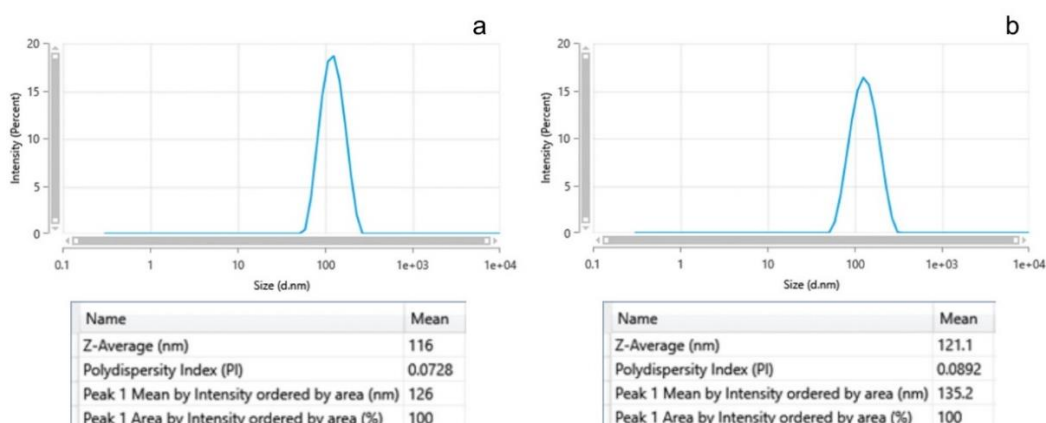 a
20
15
10
5
0
Intensity (Percent)
0.1 1 10 100 1e+03 1e+04
Size (d.nm)
Name Mean
Z-Average (nm) 116
Polydispersity Index (PI) 0.0728
Peak 1 Mean by Intensity ordered by area (nm) 126
Peak 1 Area by Intensity ordered by area (%) 100
b
20
15
10
5
0
Intensity (Percent)
0.1 1 10 100 1e+03 1e+04
Size (d.nm)
Name Mean
Z-Average (nm) 121.1
Polydispersity Index (PI) 0.0892
Peak 1 Mean by Intensity ordered by area (nm) 135.2
Peak 1 Area by Intensity ordered by area (%) 100